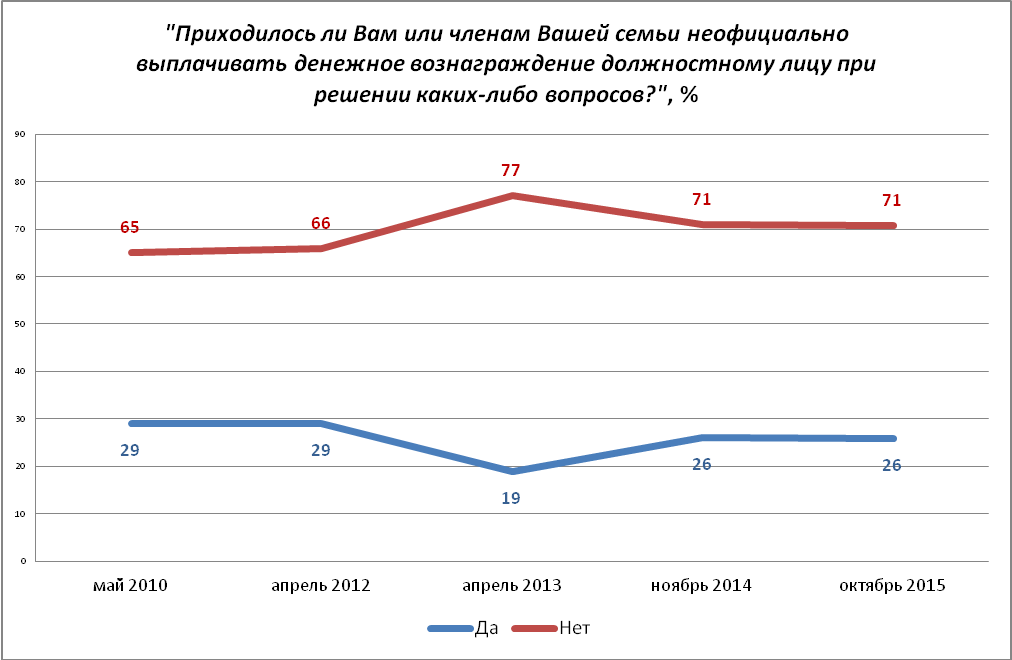 "Приходилось ли Вам или членам Вашей семьи неофициально
выплачивать денежное вознаграждение должностному лицу при
решении каких-либо вопросов?", %
90
80
70
60
50
40
30
20
10
0
65
66
77
71
71
29
29
19
26
26
май 2010
апрель 2012
апрель 2013
ноябрь 2014
октябрь 2015
Да
Нет